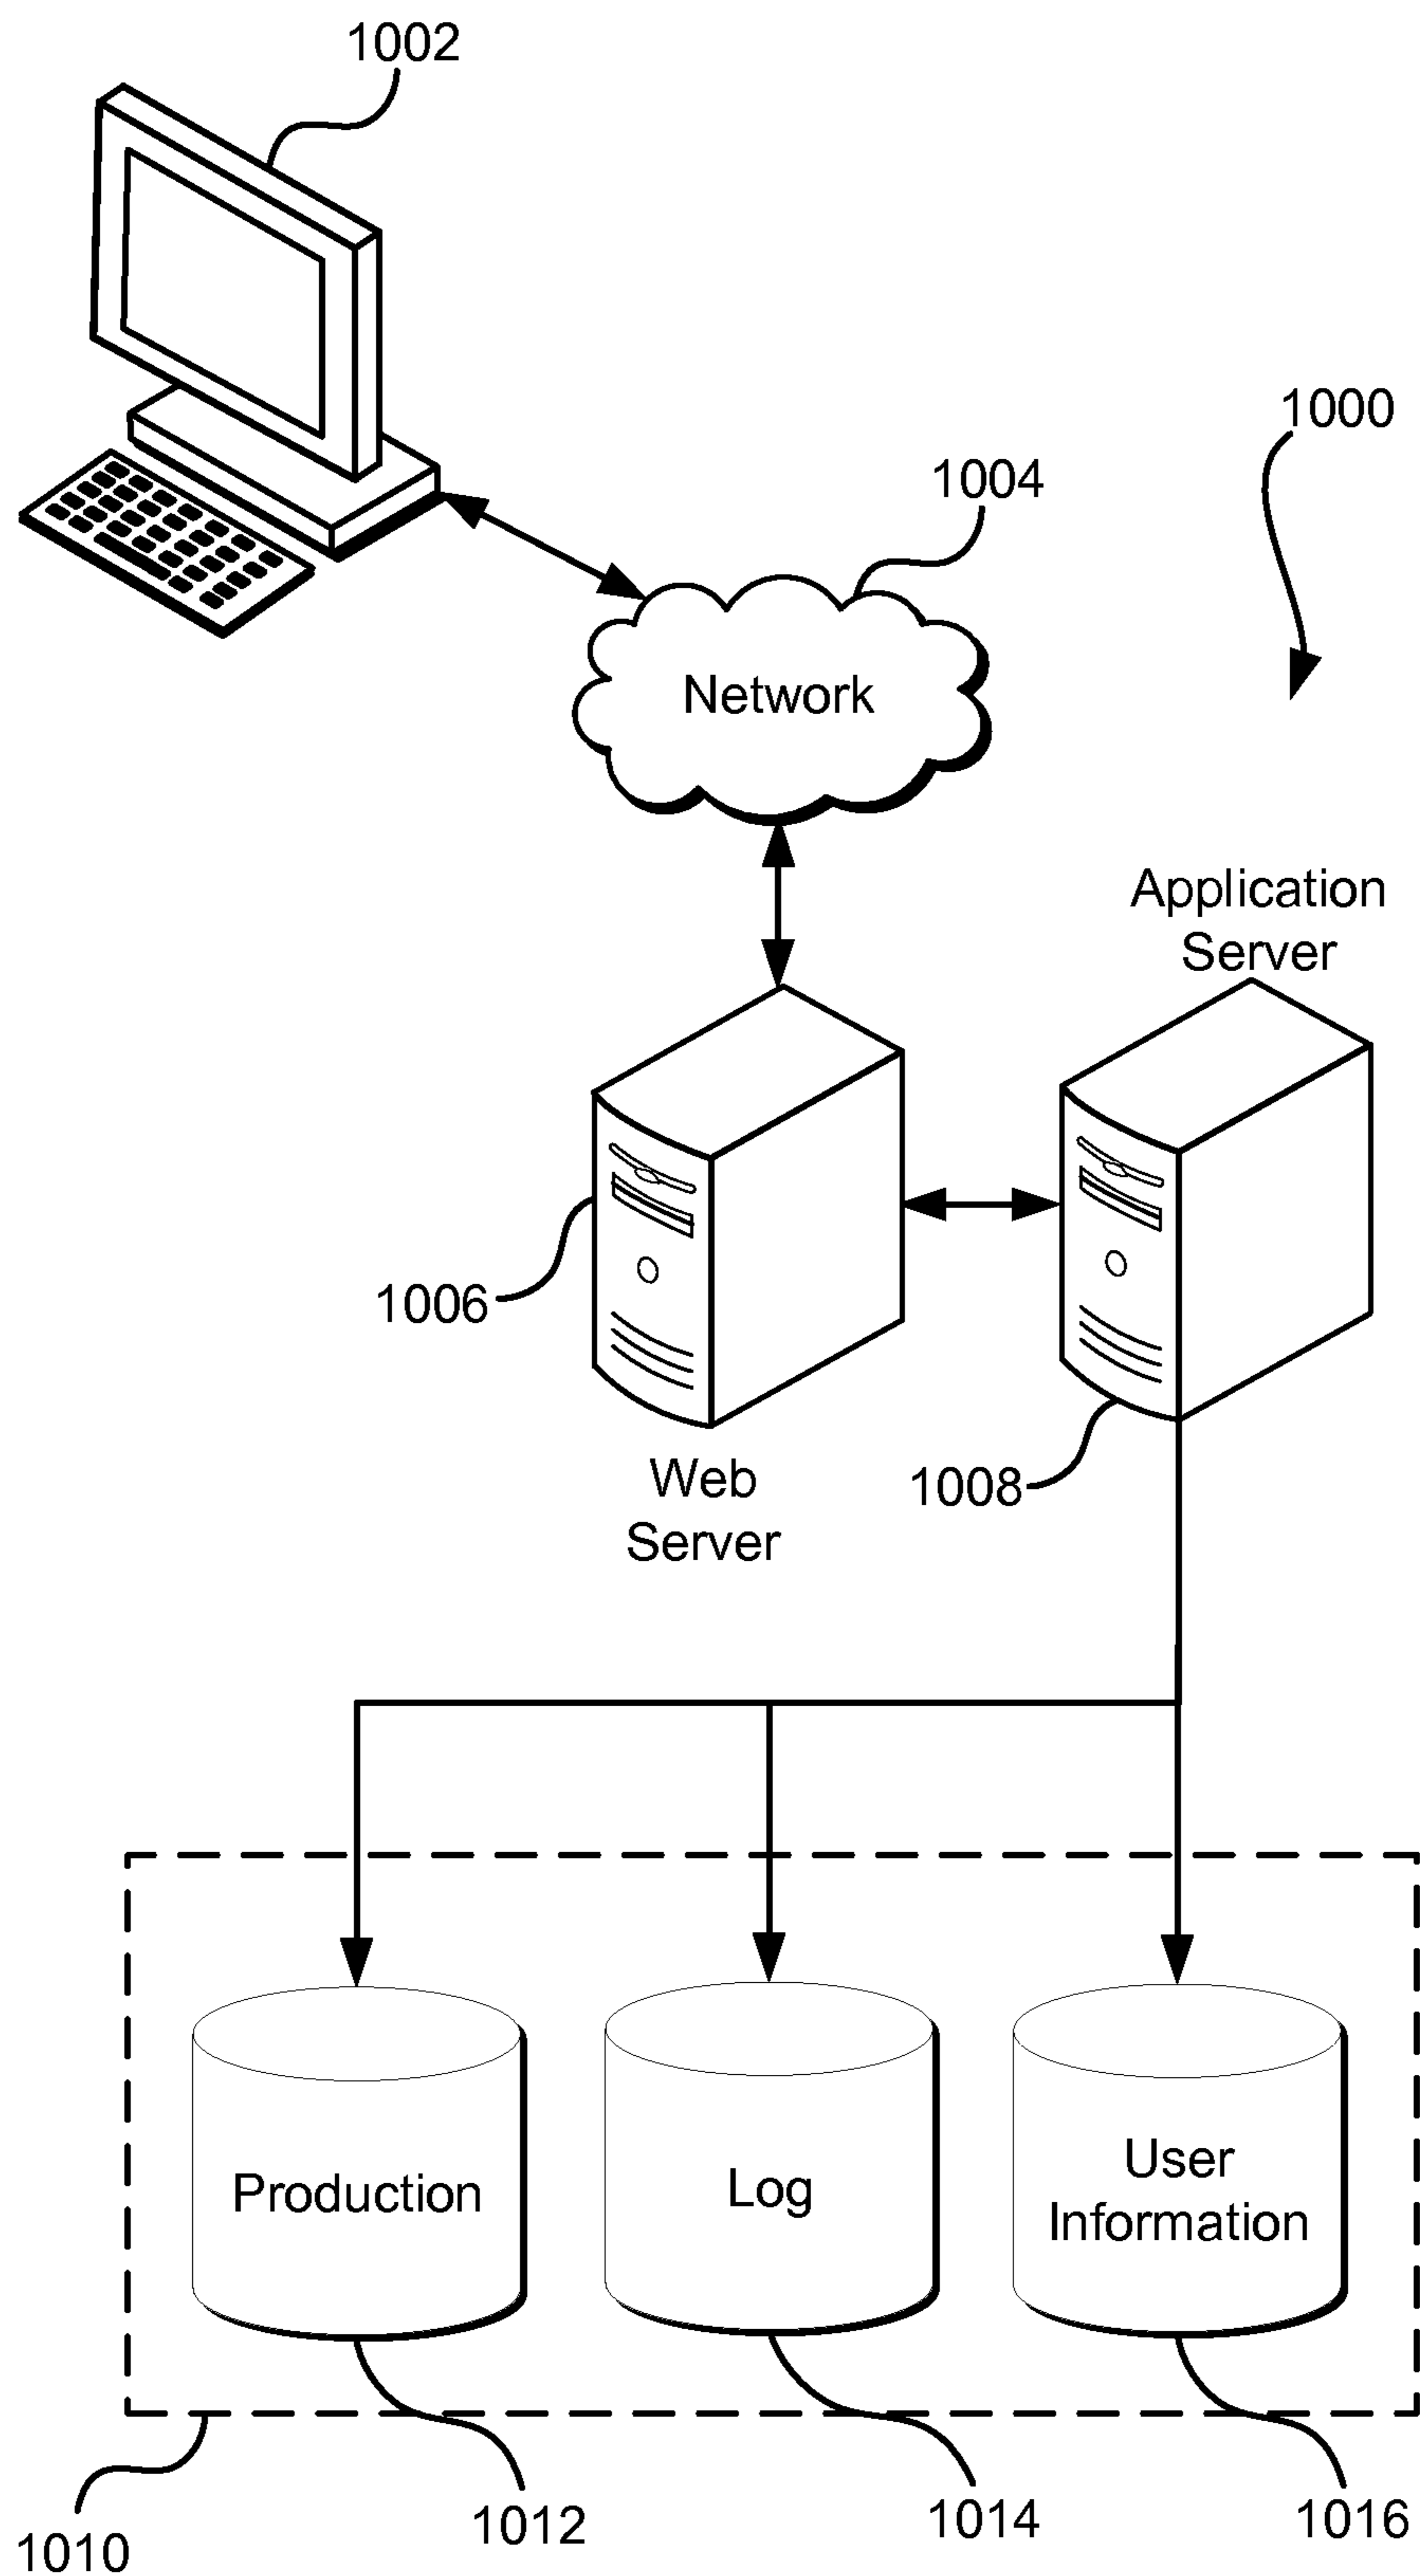 1002
1000
1004
Network
Application
Server
1006
1008
Web
Server
Production
Log
User
Information
1010
1012
1014
1016